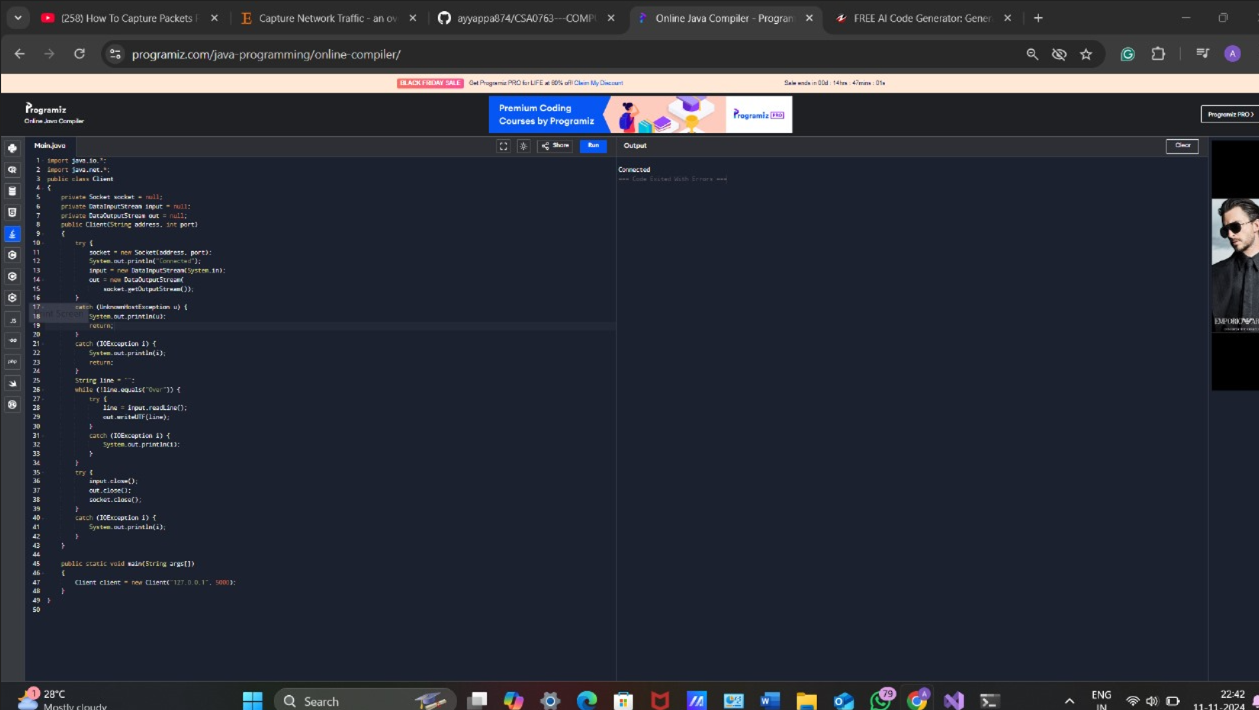 (258) How To Capture Packets F
Capture Network Traffic - an ov
ayyappa874/CSA0763---COMP
Online Java Compiler - Program
FREE AI Code Generator: Gener
programiz.com/java-programming/online-compiler/
A
BLACK FRIDAY SALE Get Programiz PRO for LIFE at 60% off! Claim My Discount
Sale ends in 00d : 14hrs : 47mins : 01s
Programiz
Online Java Compiler
Premium Coding
Courses by Programiz
Programiz PRO
Programiz PRO >
Main.java
Share
Run
Output
Clear
1 import java.io.*;
2 import java.net.*;
3 public class Client
4 {
5 private Socket socket = null;
6 private DataInputStream input = null;
7 private DataOutputStream out = null;
8 public Client(String address, int port)
9 {
10 try {
11 socket = new Socket(address, port);
12 System.out.println("Connected");
13 input = new DataInputStream(System.in);
14 out = new DataOutputStream(
15 socket.getOutputStream());
16 }
17 catch (UnknownHostException u) {
18 System.out.println(u);
19 return;
20 }
21 catch (IOException i) {
22 System.out.println(i);
23 return;
24 }
25 String line = "";
26 while (!line.equals("Over")) {
27 try {
28 line = input.readLine();
29 out.writeUTF(line);
30 }
31 catch (IOException i) {
32 System.out.println(i);
33 }
34 }
35 try {
36 input.close();
37 out.close();
38 socket.close();
39 }
40 catch (IOException i) {
41 System.out.println(i);
42 }
43 }
44
45 public static void main(String args[])
46 {
47 Client client = new Client("127.0.0.1", 5000);
48 }
49 }
50
Connected
=== Code Exited With Errors ===
JS
php
EMPORIO
28°C
Mostly cloudy
1
Search
79
ENG
IN
22:42
11-11-2024